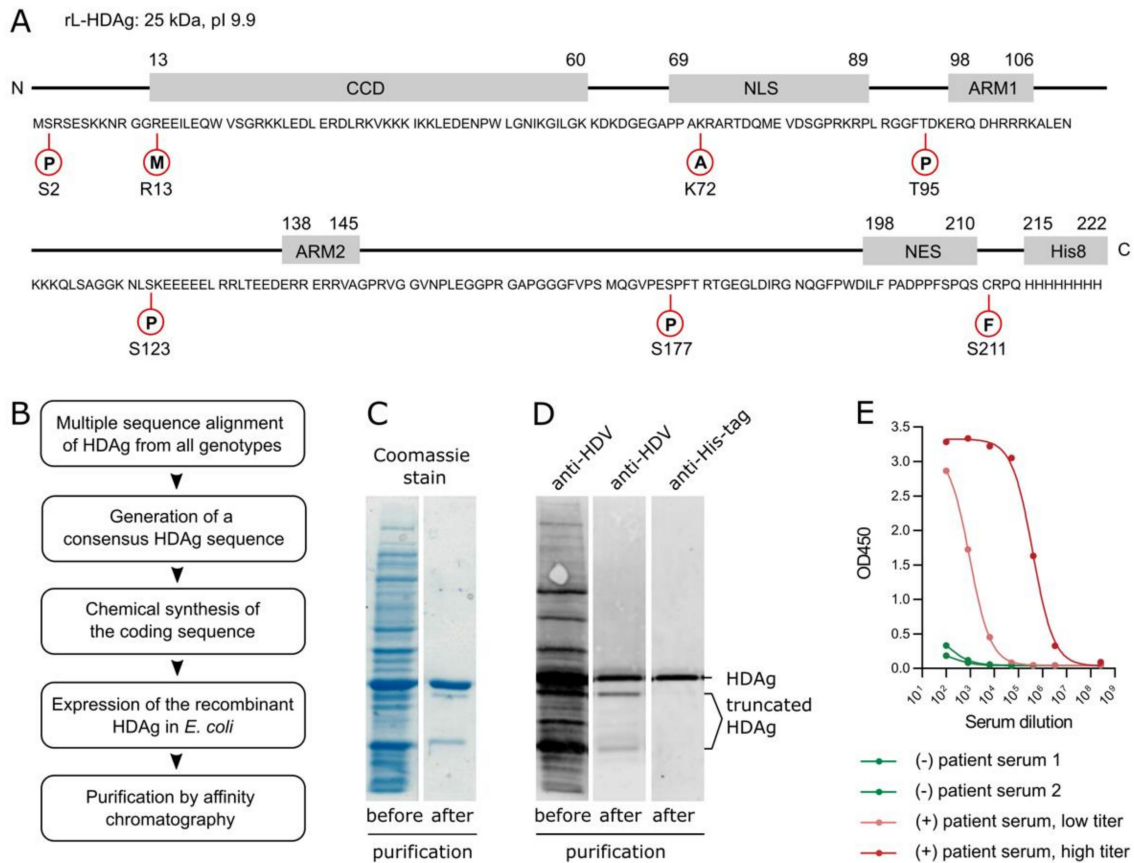 A
rL-HDAg: 25 kDa, pI 9.9
13 60 69 89 98 106
N CCD NLS ARM1
MSRSESKKNR GGREEILEQW VSGRKKLEDL ERDLRKVKKK IKKLEDENPW LGNIKGILGK KDKDGEGAPP AKRARTDQME VDSGPRKRPL RGGFTDKERQ DHRRRKALEN
P M A P
S2 R13 K72 T95
138 145 198 210 215 222
ARM2 NES His8 C
KKKQLSAGGK NLSKEEEEEL RRLTEEDERR ERRVAGPRVG GVNPLEGGPR GAPGGGFVPS MQGVPESPFT RTGEGLDIRG NQGFPWDILF PADPPFSPQS CRPQ HHHHHHHH
P P F
S123 S177 S211
B
Multiple sequence alignment
of HDAg from all genotypes
Generation of a
consensus HDAg sequence
Chemical synthesis of
the coding sequence
Expression of the recombinant
HDAg in E. coli
Purification by affinity
chromatography
C
Coomassie
stain
before after
purification
D
anti-HDV
anti-HDV
anti-His-tag
HDAg
truncated
HDAg
before after after
purification
E
OD450
3.5
3.0
2.5
2.0
1.5
1.0
0.5
0.0
10¹ 10² 10³ 10⁴ 10⁵ 10⁶ 10⁷ 10⁸ 10⁹
Serum dilution
(-) patient serum 1
(-) patient serum 2
(+) patient serum, low titer
(+) patient serum, high titer